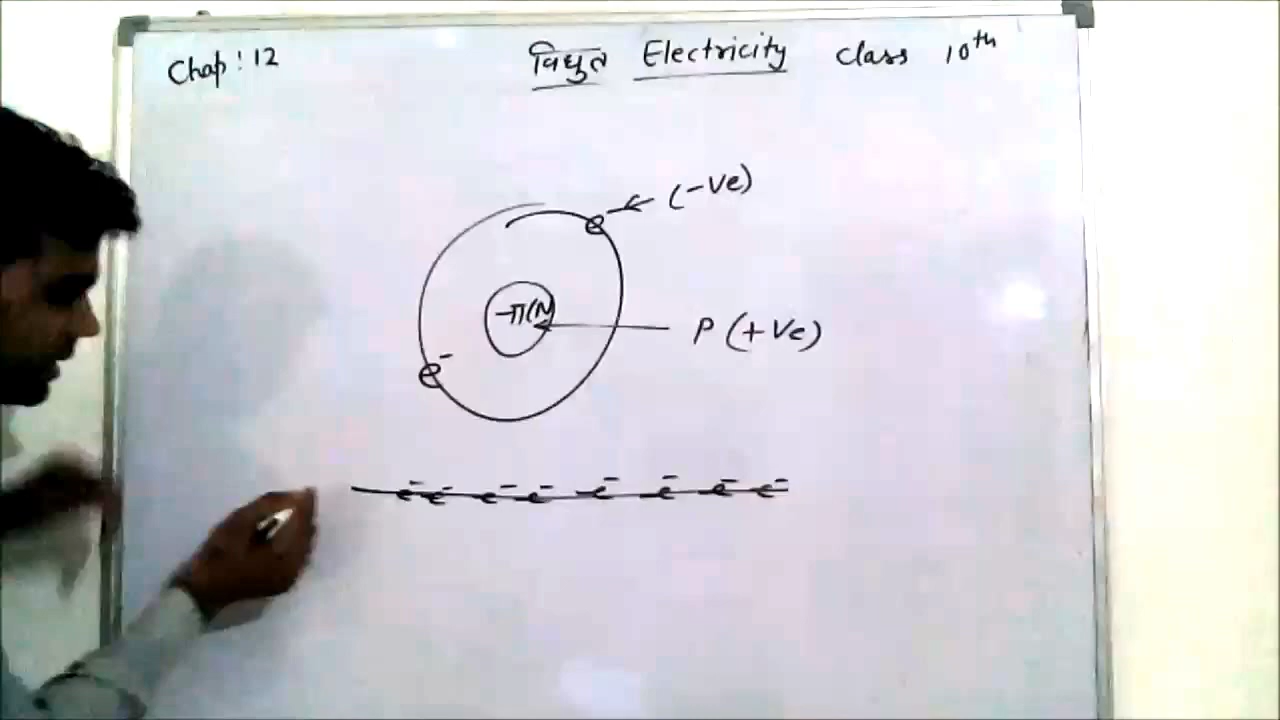 Chap: 12
विधुत Electricity class 10th
(-ve)
P (+ve)
e-
e- e- e- e- e- e- e- e-